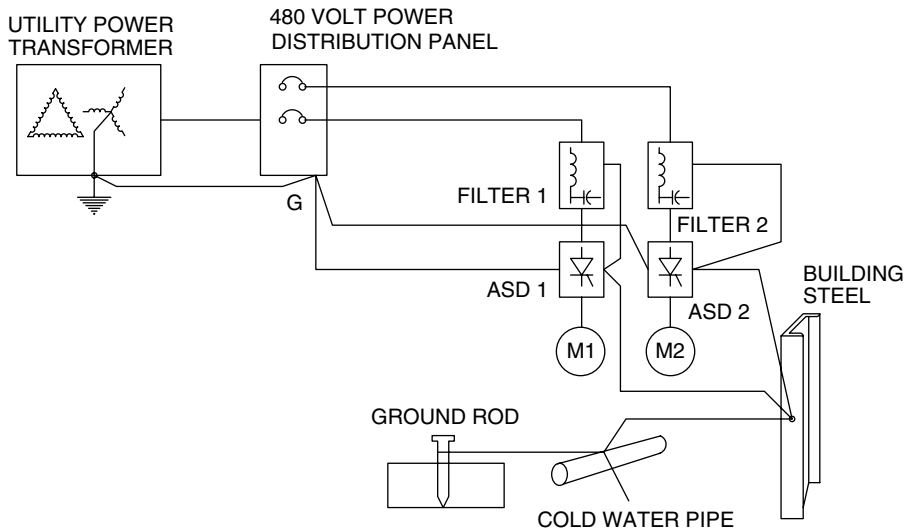 UTILITY POWER
TRANSFORMER
480 VOLT POWER
DISTRIBUTION PANEL
G
FILTER 1
FILTER 2
ASD 1
ASD 2
M1
M2
BUILDING
STEEL
GROUND ROD
COLD WATER PIPE